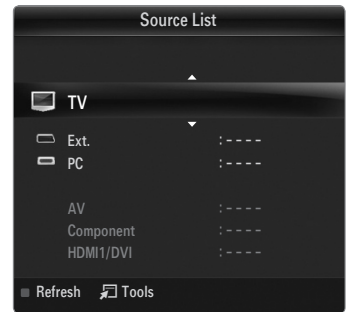 Source List
TV
Ext. :----
PC :----
AV :----
Component :----
HDMI1/DVI :----
Refresh Tools